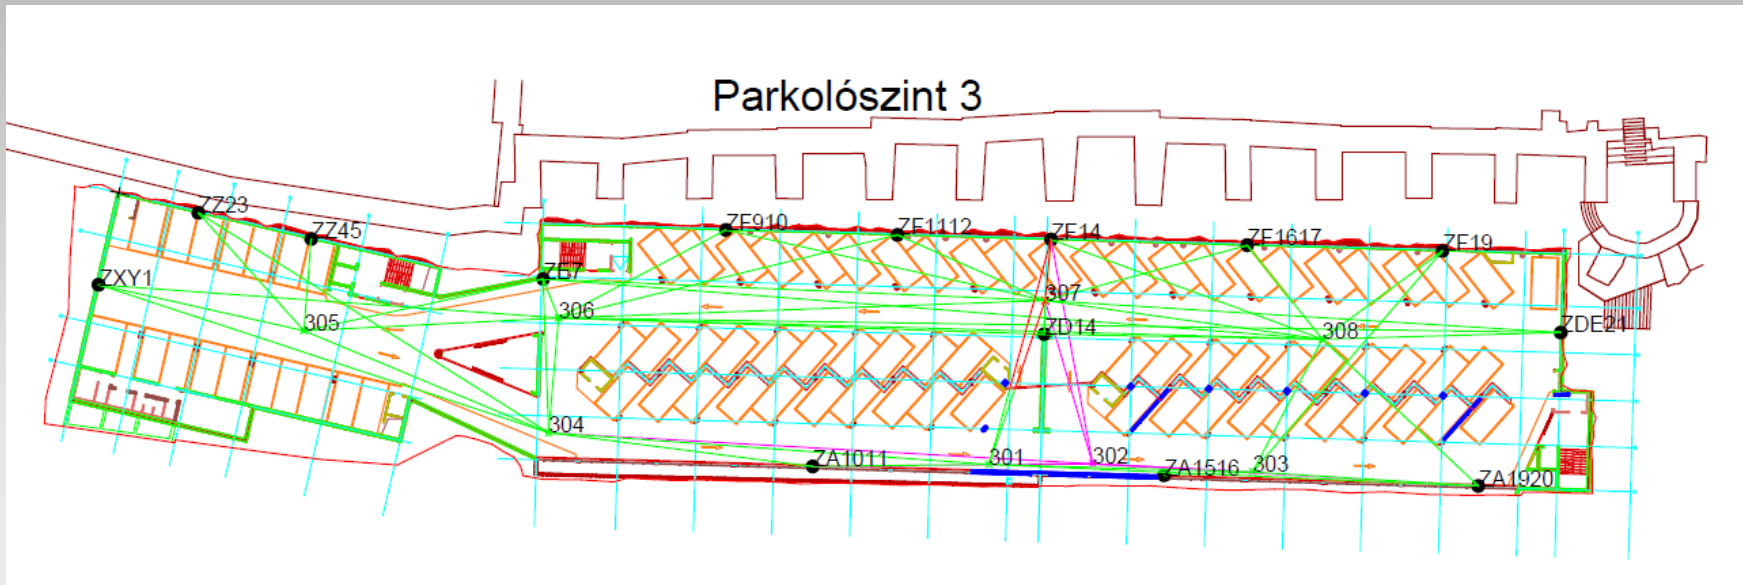 Parkolószint 3
ZZ23
ZZ45
ZF910
ZF1112
ZF14
ZF1617
ZF19
ZXY1
ZE7
305
306
307
ZD14
308
ZDE21
304
ZA1011
301
302
ZA1516
303
ZA1920